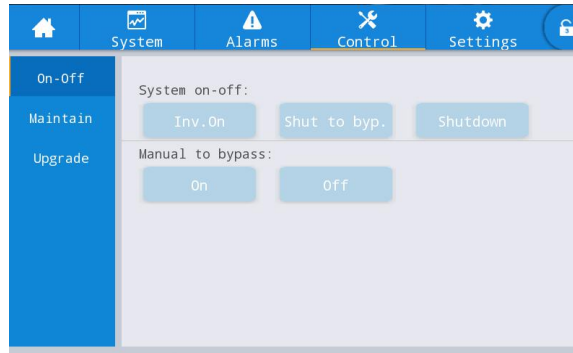 System Alarms Control Settings
3
On-Off
Maintain
Upgrade
System on-off:
Inv.On Shut to byp. Shutdown
Manual to bypass:
On Off